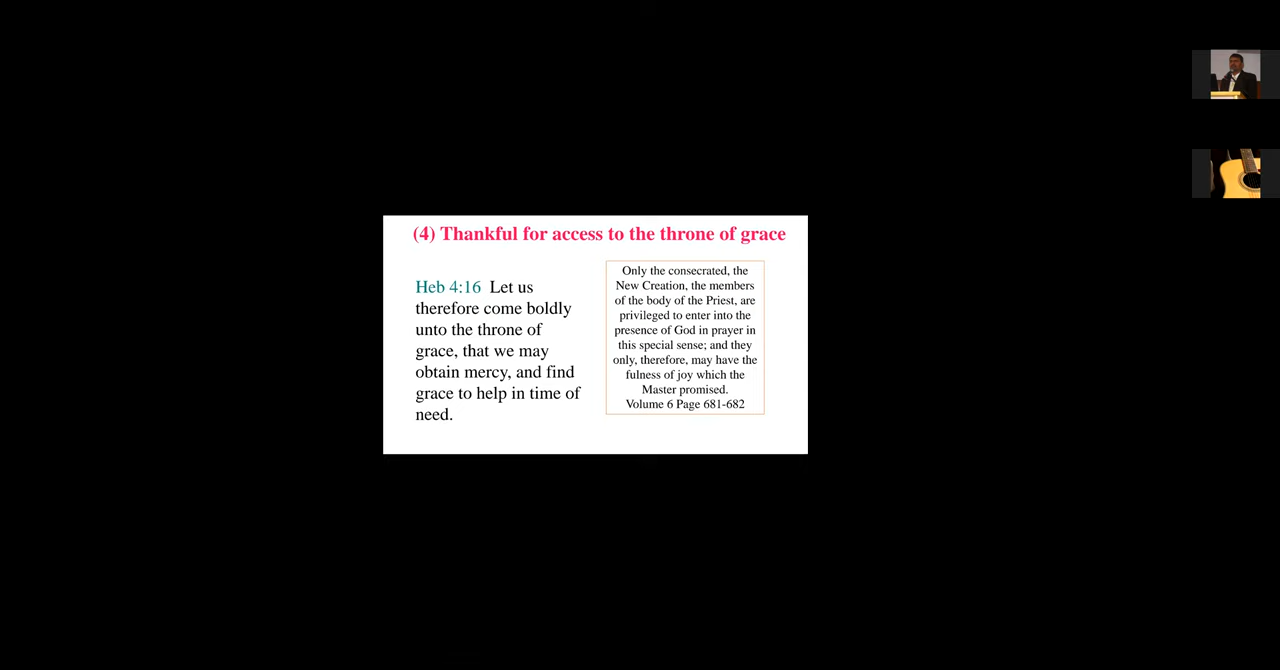 (4) Thankful for access to the throne of grace
Heb 4:16  Let us
therefore come boldly
unto the throne of
grace, that we may
obtain mercy, and find
grace to help in time of
need.
Only the consecrated, the
New Creation, the members
of the body of the Priest, are
privileged to enter into the
presence of God in prayer in
this special sense; and they
only, therefore, may have the
fulness of joy which the
Master promised.
Volume 6 Page 681-682